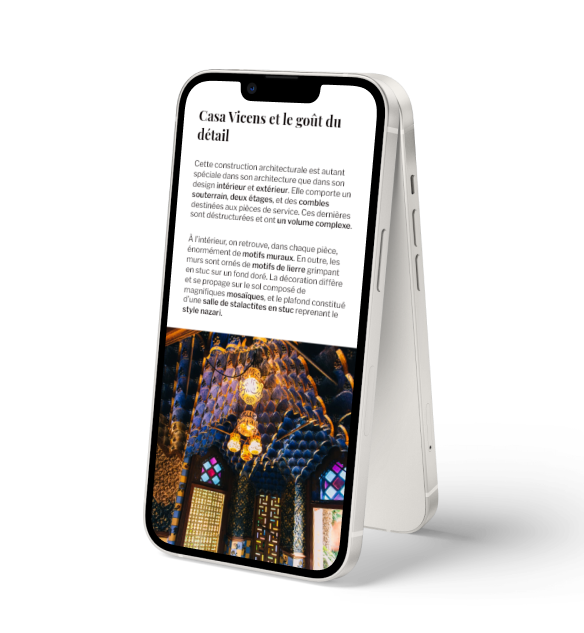 Casa Vicens et le goût du
détail
Cette construction architecturale est autant
spéciale dans son architecture que dans son
design intérieur et extérieur. Elle comporte un
souterrain, deux étages, et des combles
destinées aux pièces de service. Ces dernières
sont déstructurées et ont un volume complexe.
À l'intérieur, on retrouve, dans chaque pièce,
énormément de motifs muraux. En outre, les
murs sont ornés de motifs de lierre grimpant
en stuc sur un fond doré. La décoration diffère
et se propage sur le sol composé de
magnifiques mosaïques, et le plafond constitué
d'une salle de stalactites en stuc reprenant le
style nazari.